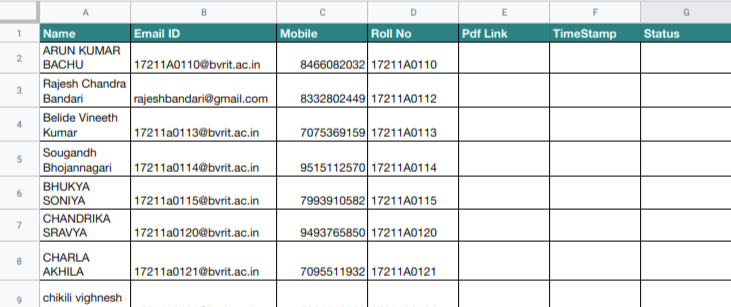 A B C D E F G
1 Name Email ID Mobile Roll No Pdf Link TimeStamp Status
ARUN KUMAR
2 BACHU 17211A0110@bvrit.ac.in 8466082032 17211A0110
Rajesh Chandra
3 Bandari rajeshbandari@gmail.com 8332802449 17211A0112
Belide Vineeth
4 Kumar 17211a0113@bvrit.ac.in 7075369159 17211A0113
Sougandh
5 Bhojannagari 17211a0114@bvrit.ac.in 9515112570 17211A0114
BHUKYA
6 SONIYA 17211a0115@bvrit.ac.in 7993910582 17211A0115
CHANDRIKA
7 SRAVYA 17211a0120@bvrit.ac.in 9493765850 17211A0120
CHARLA
8 AKHILA 17211a0121@bvrit.ac.in 7095511932 17211A0121
9 chikili vighnesh